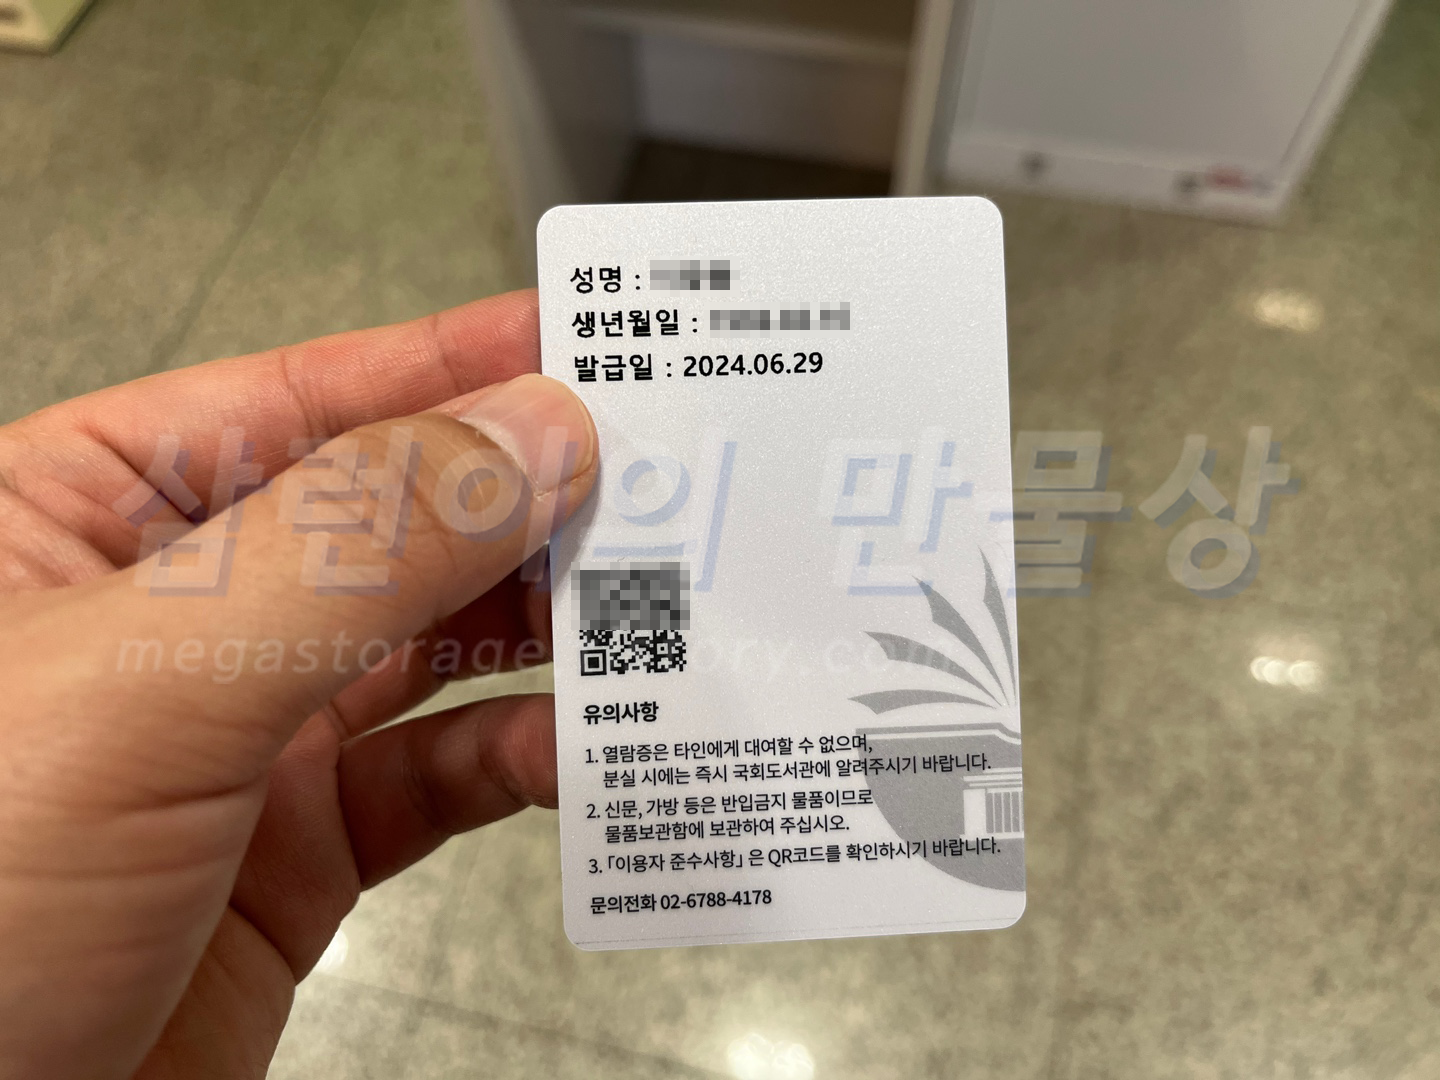 성명 :
생년월일 :
발급일 : 2024.06.29
삼런이의 만물상
megastorage ory.com
유의사항
1. 열람증은 타인에게 대여할 수 없으며,
분실 시에는 즉시 국회도서관에 알려주시기 바랍니다.
2. 신문, 가방 등은 반입금지 물품이므로
물품보관함에 보관하여 주십시오.
3. 「이용자 준수사항」은 QR코드를 확인하시기 바랍니다.
문의전화 02-6788-4178